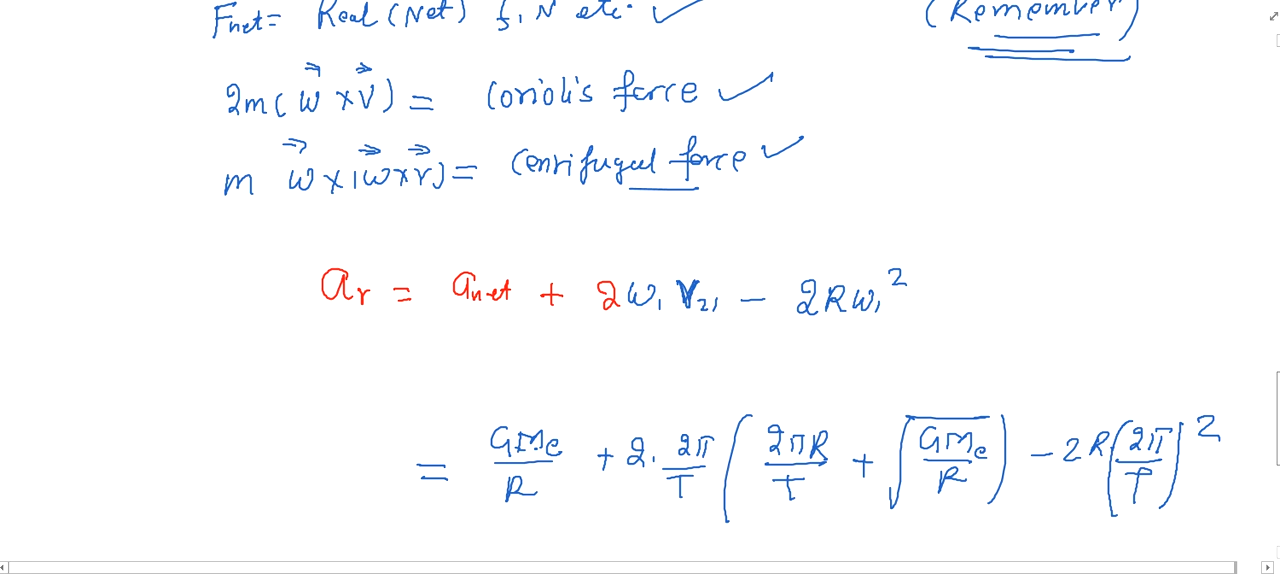 Fnet = Real (Net) f, N etc. ✓
(Remember)
2m(ω⃗ × V⃗) = Coriolis force ✓
m ω⃗ × (ω⃗ × r⃗) = Cenrifugal force ✓
ar = anet + 2ω₁ V₂₁ − 2Rω₁²
= GMe/R + 2. 2π/T (2πR/T + √(GMe/R)) − 2R(2π/T)²